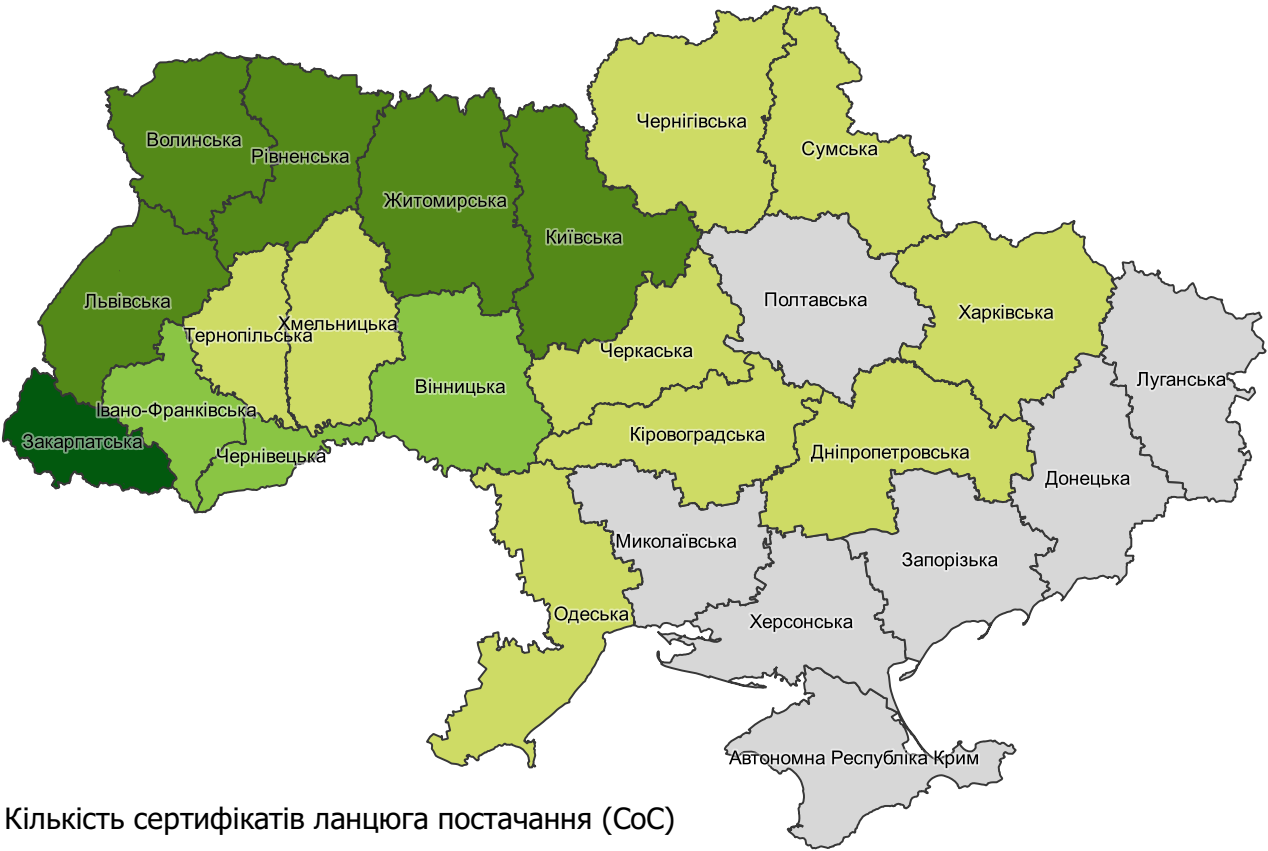 Чернігівська
Волинська
Сумська
Рівненська
Житомирська
Київська
Львівська
Полтавська
Харківська
Хмельницька
Тернопільська
Черкаська
Луганська
Вінницька
Івано-Франківська
Кіровоградська
Закарпатська
Чернівецька
Дніпропетровська
Донецька
Миколаївська
Запорізька
Одеська
Херсонська
Автономна Республіка Крим
Кількість сертифікатів ланцюга постачання (CoC)